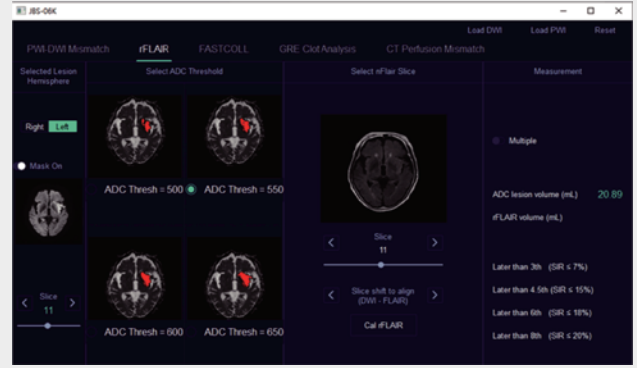 JBS-06K
Load DWI Load PWI Reset
PWI-DWI Mismatch rFLAIR FASTCOLL GRE Clot Analysis CT Perfusion Mismatch
Selected Lesion
Hemisphere
Select ADC Threshold
Select rFlair Slice
Measurement
Right Left
Mask On
Slice
11
ADC Thresh = 500 ADC Thresh = 550
ADC Thresh = 600 ADC Thresh = 650
Slice
11
Slice shift to align
(DWI - FLAIR)
Cal rFLAIR
Multiple
ADC lesion volume (mL) 20.89
rFLAIR volume (mL)
Later than 3th (SIR ≤ 7%)
Later than 4.5th (SIR ≤ 15%)
Later than 6th (SIR ≤ 18%)
Later than 8th (SIR ≤ 20%)